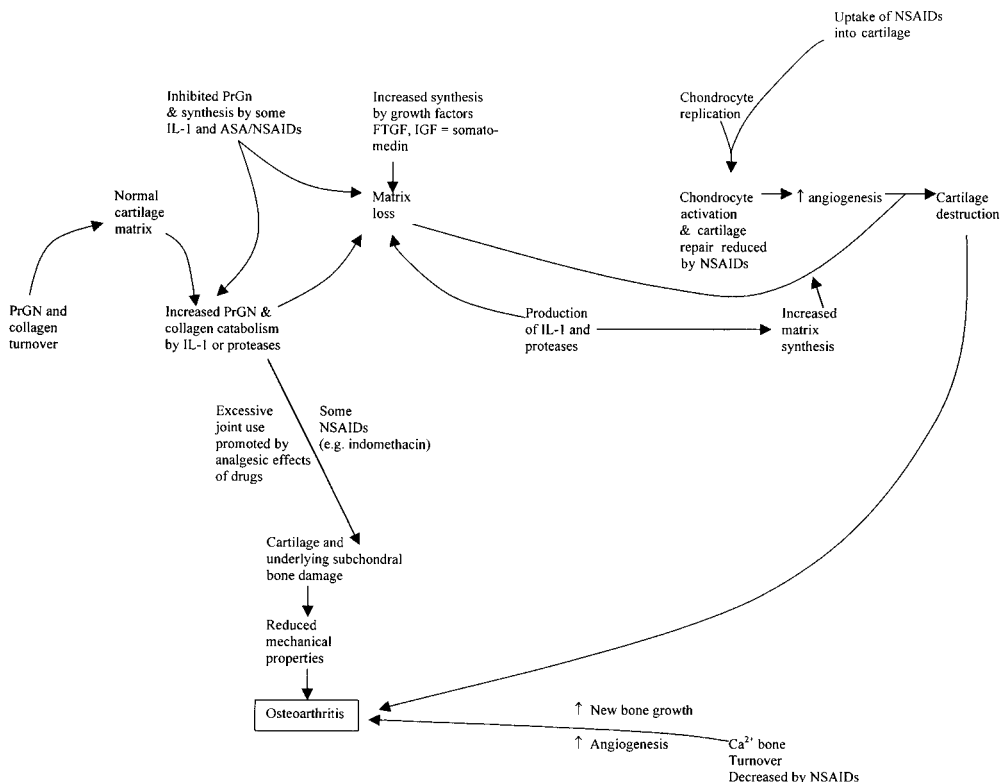 Uptake of NSAIDs
into cartilage
Inhibited PrGn
& synthesis by some
IL-1 and ASA/NSAIDs
Increased synthesis
by growth factors
FTGF, IGF = somato-
medin
Chondrocyte
replication
Normal
cartilage
matrix
Matrix
loss
Chondrocyte
activation
& cartilage
repair reduced
by NSAIDs
↑ angiogenesis
Cartilage
destruction
PrGN and
collagen
turnover
Increased PrGN &
collagen catabolism
by IL-1 or proteases
Production
of IL-1 and
proteases
Increased
matrix
synthesis
Excessive
joint use
promoted by
analgesic effects
of drugs
Some
NSAIDs
(e.g. indomethacin)
Cartilage and
underlying subchondral
bone damage
Reduced
mechanical
properties
Osteoarthritis
↑ New bone growth
↑ Angiogenesis
Ca²⁺ bone
Turnover
Decreased by NSAIDs